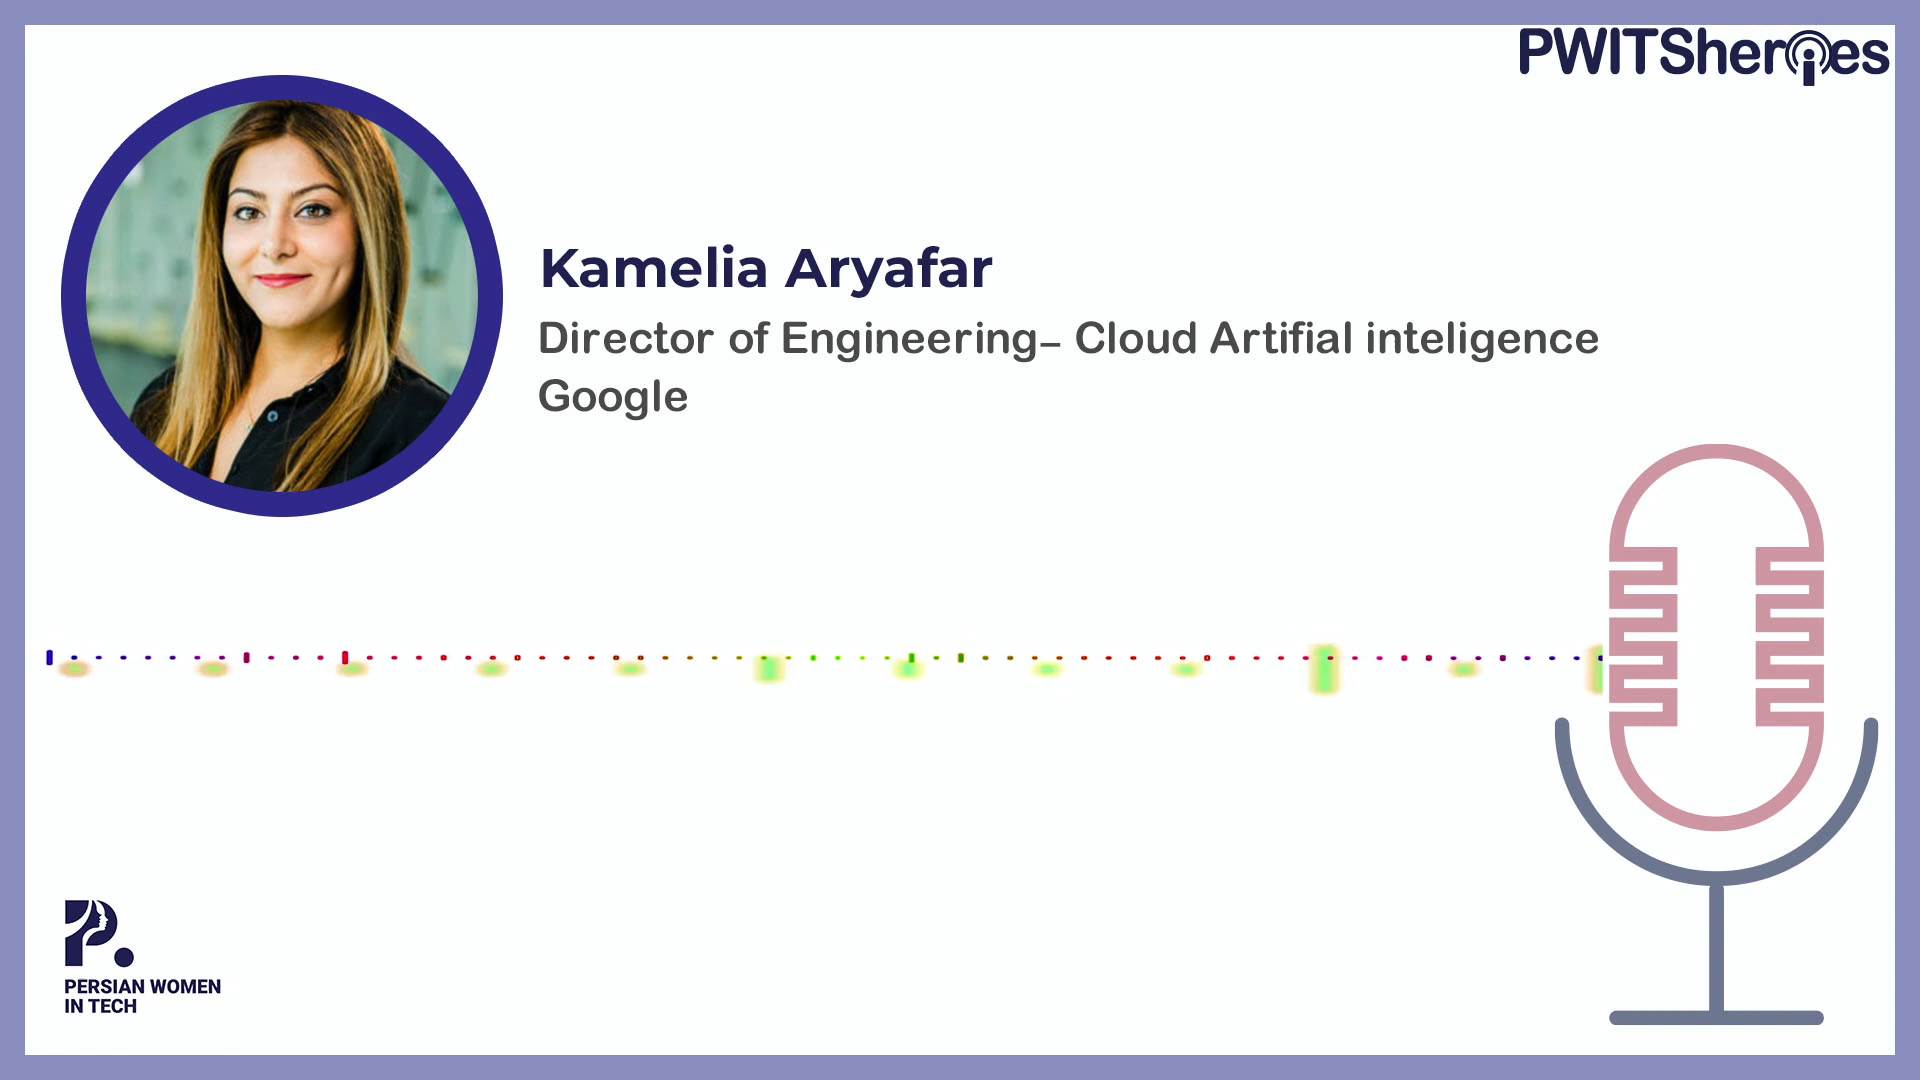 PWITSheroes
Kamelia Aryafar
Director of Engineering– Cloud Artifial inteligence
Google
PERSIAN WOMEN
IN TECH